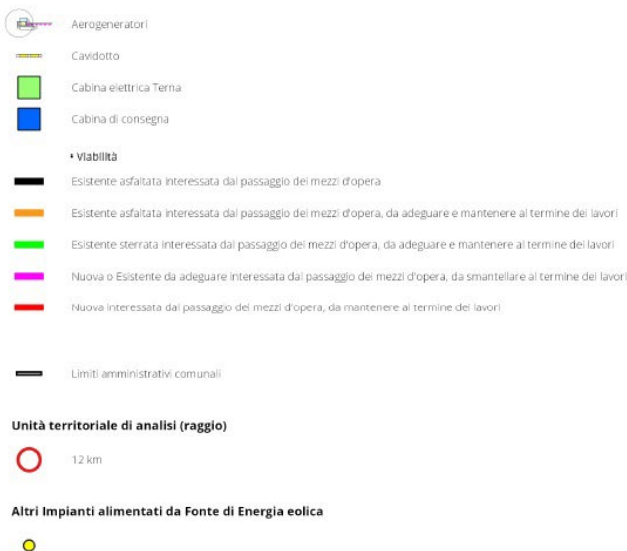 Aerogeneratori
Cavidotto
Cabina elettrica Terna
Cabina di consegna
Viabilità
Esistente asfaltata interessata dal passaggio dei mezzi d'opera
Esistente asfaltata interessata dal passaggio dei mezzi d'opera, da adeguare e mantenere al termine dei lavori
Esistente sterrata interessata dal passaggio dei mezzi d'opera, da adeguare e mantenere al termine dei lavori
Nuova o Esistente da adeguare interessata dal passaggio dei mezzi d'opera, da smantellare al termine dei lavori
Nuova interessata dal passaggio dei mezzi d'opera, da mantenere al termine dei lavori
Limiti amministrativi comunali
Unità territoriale di analisi (raggio)
12 km
Altri Impianti alimentati da Fonte di Energia eolica